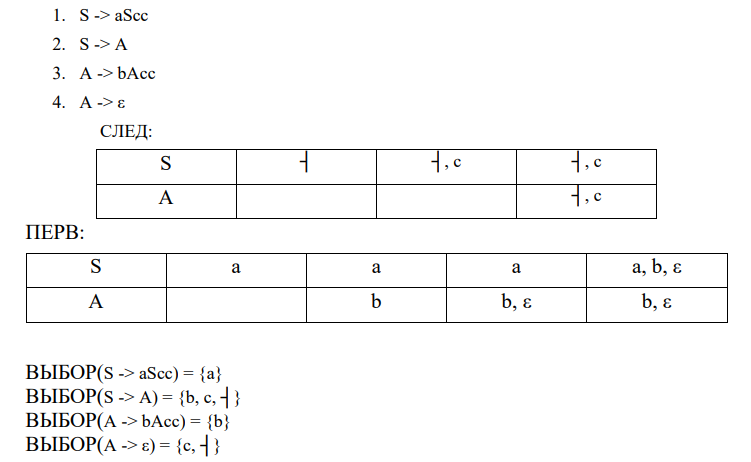 1. S -> aScc
2. S -> A
3. A -> bAcc
4. A -> ε
СЛЕД:
S ┤ ┤, c ┤, c
A ┤, c
ПЕРВ:
S a a a a, b, ε
A b b, ε b, ε
ВЫБОР(S -> aScc) = {a}
ВЫБОР(S -> A) = {b, c,┤}
ВЫБОР(A -> bAcc) = {b}
ВЫБОР(A -> ε) = {c,┤}